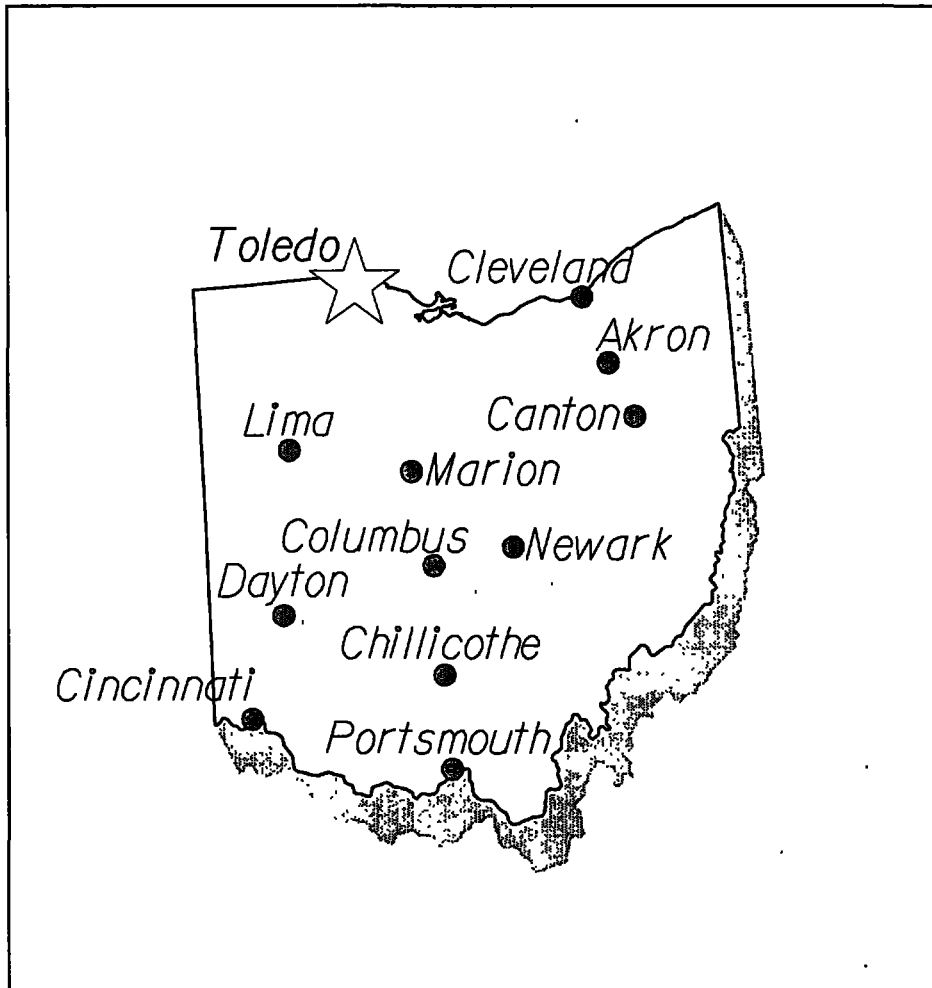 Toledo
Cleveland
Akron
Canton
Lima
Marion
Columbus
Newark
Dayton
Chillicothe
Cincinnati
Portsmouth